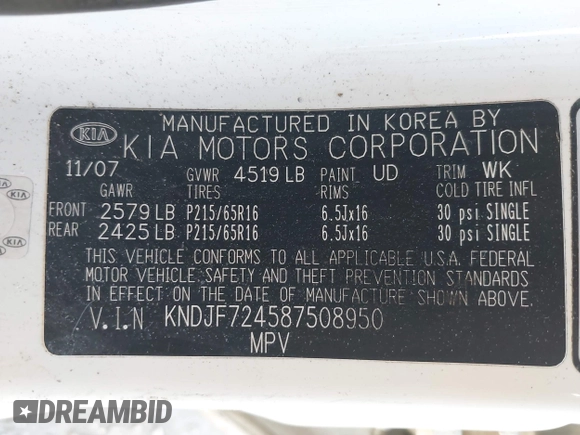 MANUFACTURED IN KOREA BY
KIA KIA MOTORS CORPORATION
11/07 GVWR 4519 LB PAINT UD TRIM WK
GAWR TIRES RIMS COLD TIRE INFL
FRONT 2579 LB P215/65R16 6.5Jx16 30 psi SINGLE
REAR 2425 LB P215/65R16 6.5Jx16 30 psi SINGLE
THIS VEHICLE CONFORMS TO ALL APPLICABLE U.S.A. FEDERAL
MOTOR VEHICLE, SAFETY AND THEFT PREVENTION STANDARDS
IN EFFECT ON THE DATE OF MANUFACTURE SHOWN ABOVE.
/V.I.N KNDJF724587508950
MPV
KIA
DREAMBID